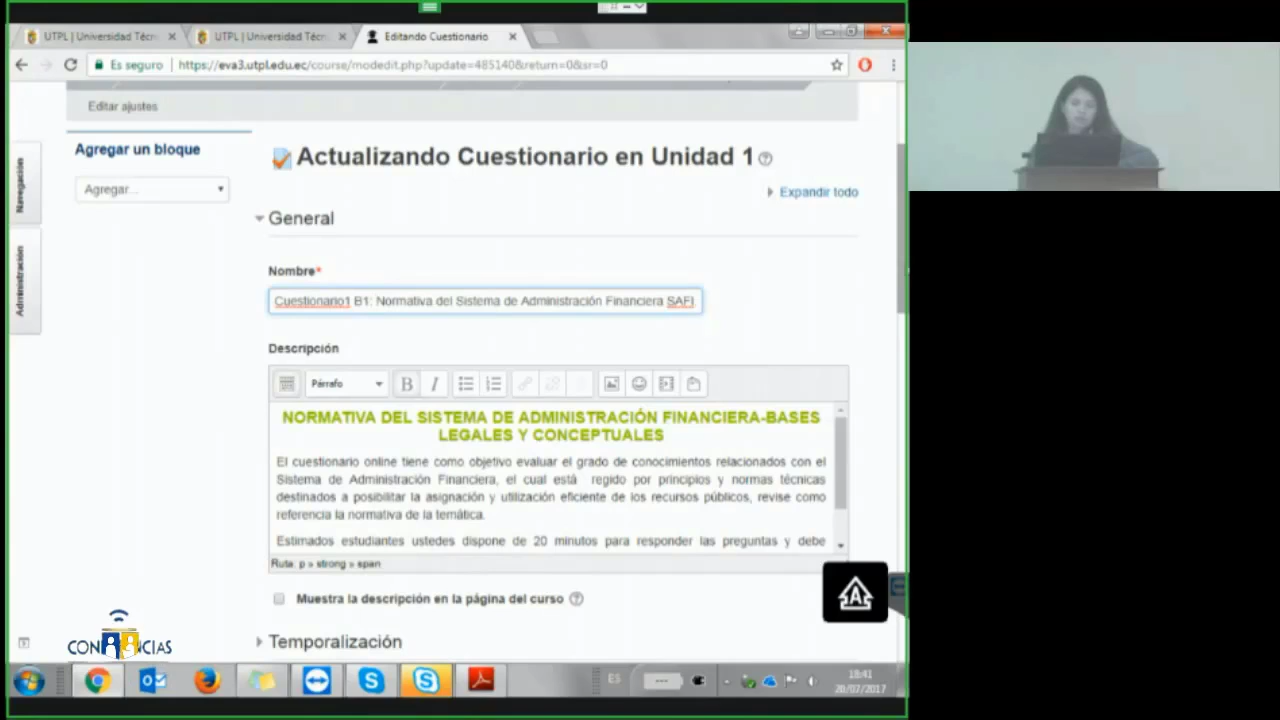 UTPL | Universidad Técni
UTPL | Universidad Técni
Editando Cuestionario
Es seguro
https://eva3.utpl.edu.ec/course/modedit.php?update=485140&return=0&sr=0
Editar ajustes
Navegación
Administración
Agregar un bloque
Agregar...
Actualizando Cuestionario en Unidad 1
Expandir todo
General
Nombre*
Cuestionario1 B1: Normativa del Sistema de Administración Financiera SAFI
Descripción
Párrafo
B I
NORMATIVA DEL SISTEMA DE ADMINISTRACIÓN FINANCIERA-BASES
LEGALES Y CONCEPTUALES
El cuestionario online tiene como objetivo evaluar el grado de conocimientos relacionados con el
Sistema de Administración Financiera, el cual está regido por principios y normas técnicas
destinados a posibilitar la asignación y utilización eficiente de los recursos públicos, revise como
referencia la normativa de la temática.
Estimados estudiantes ustedes dispone de 20 minutos para responder las preguntas y debe
Ruta: p » strong » span
Muestra la descripción en la página del curso
Temporalización
ES
18:41
20/07/2017